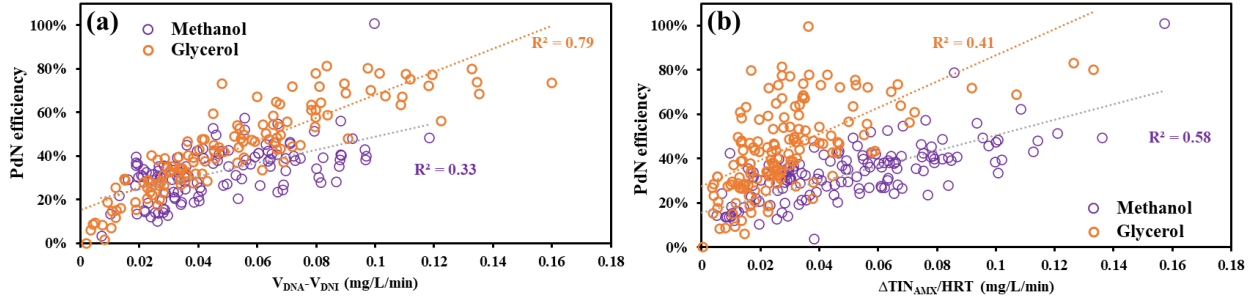 (a)
Methanol
Glycerol
R² = 0.79
R² = 0.33
PdN efficiency
100%
80%
60%
40%
20%
0%
0 0.02 0.04 0.06 0.08 0.1 0.12 0.14 0.16 0.18
V_DNA-V_DNI (mg/L/min)
(b)
R² = 0.41
R² = 0.58
Methanol
Glycerol
PdN efficiency
100%
80%
60%
40%
20%
0%
0 0.02 0.04 0.06 0.08 0.1 0.12 0.14 0.16 0.18
ΔTIN_AMX/HRT (mg/L/min)